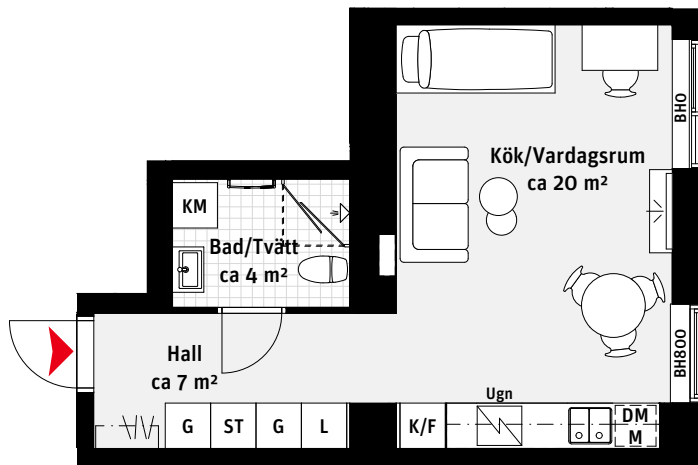 BH0
Kök/Vardagsrum
ca 20 m²
KM
Bad/Tvätt
ca 4 m²
BH800
Hall
ca 7 m²
Ugn
G
ST
G
L
K/F
DM
M